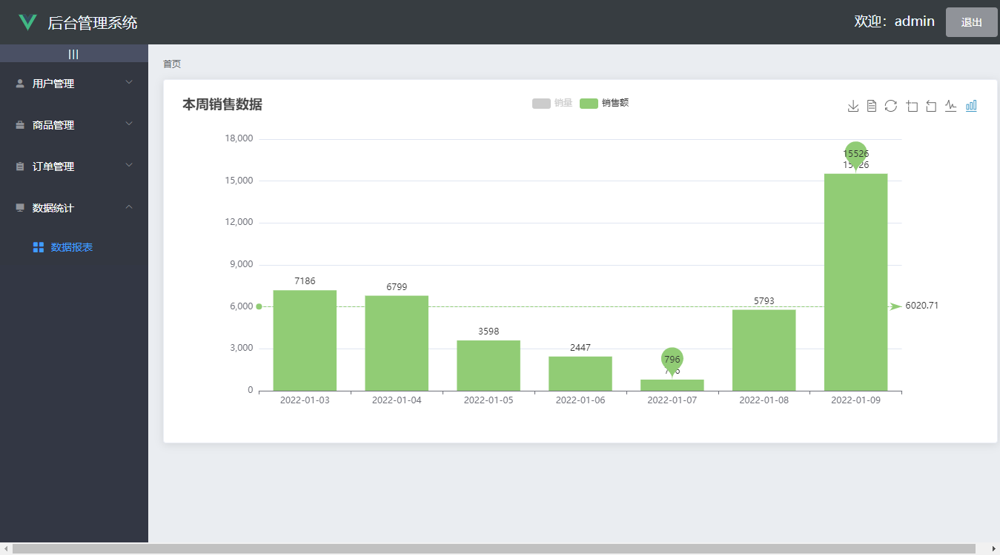 后台管理系统
欢迎：admin
退出
|||
用户管理
商品管理
订单管理
数据统计
数据报表
首页
本周销售数据
销量 销售额
18,000
15,000
12,000
9,000
6,000
3,000
0
7186
6799
3598
2447
796
796
5793
15526
15526
6020.71
2022-01-03 2022-01-04 2022-01-05 2022-01-06 2022-01-07 2022-01-08 2022-01-09